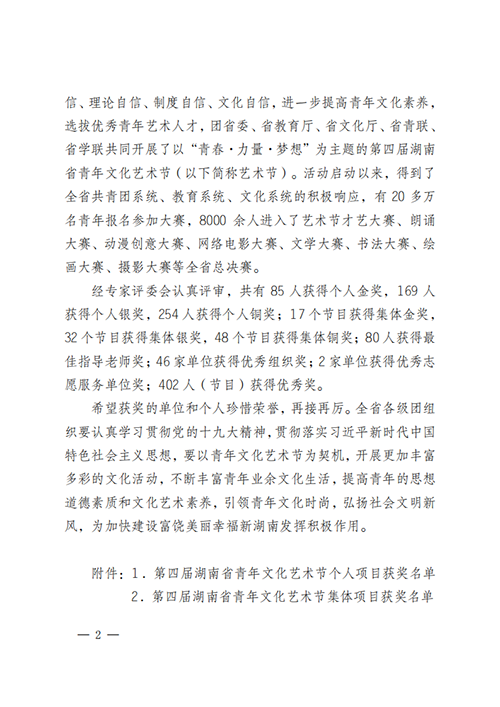 信、理论自信、制度自信、文化自信，进一步提高青年文化素养，
选拔优秀青年艺术人才，团省委、省教育厅、省文化厅、省青联、
省学联共同开展了以“青春·力量·梦想”为主题的第四届湖南
省青年文化艺术节（以下简称艺术节）。活动启动以来，得到了
全省共青团系统、教育系统、文化系统的积极响应，有 20 多万
名青年报名参加大赛，8000 余人进入了艺术节才艺大赛、朗诵
大赛、动漫创意大赛、网络电影大赛、文学大赛、书法大赛、绘
画大赛、摄影大赛等全省总决赛。
经专家评委会认真评审，共有 85 人获得个人金奖，169 人
获得个人银奖，254 人获得个人铜奖；17 个节目获得集体金奖，
32 个节目获得集体银奖，48 个节目获得集体铜奖；80 人获得最
佳指导老师奖；46 家单位获得优秀组织奖；2 家单位获得优秀志
愿服务单位奖；402 人（节目）获得优秀奖。
希望获奖的单位和个人珍惜荣誉，再接再厉。全省各级团组
织要认真学习贯彻党的十九大精神，贯彻落实习近平新时代中国
特色社会主义思想，要以青年文化艺术节为契机，开展更加丰富
多彩的文化活动，不断丰富青年业余文化生活，提高青年的思想
道德素质和文化艺术素养，引领青年文化时尚，弘扬社会文明新
风，为加快建设富饶美丽幸福新湖南发挥积极作用。
附件：1．第四届湖南省青年文化艺术节个人项目获奖名单
2．第四届湖南省青年文化艺术节集体项目获奖名单
— 2 —